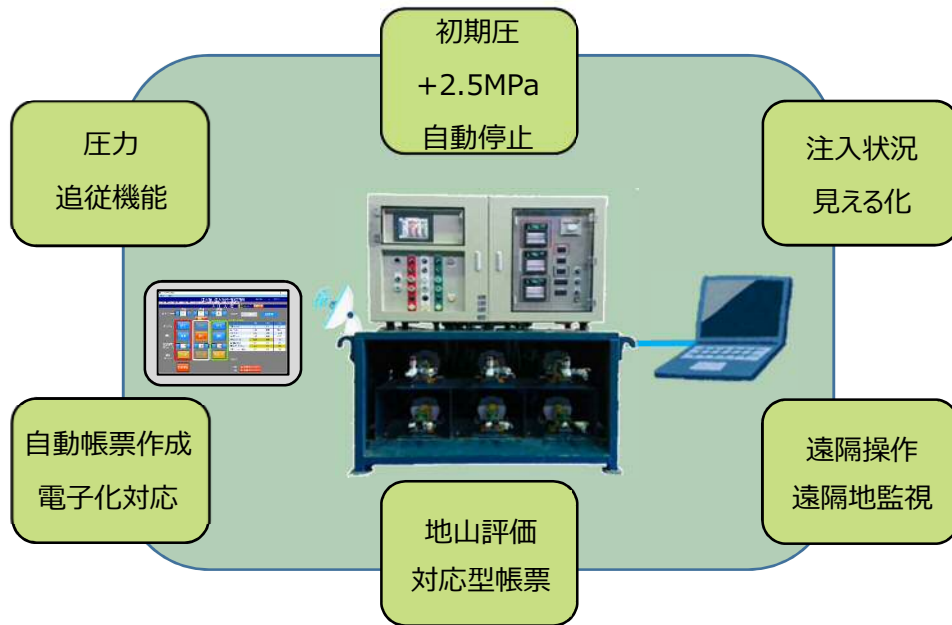 初期圧
+2.5MPa
自動停止
圧力
追従機能
注入状況
見える化
自動帳票作成
電子化対応
遠隔操作
遠隔地監視
地山評価
対応型帳票